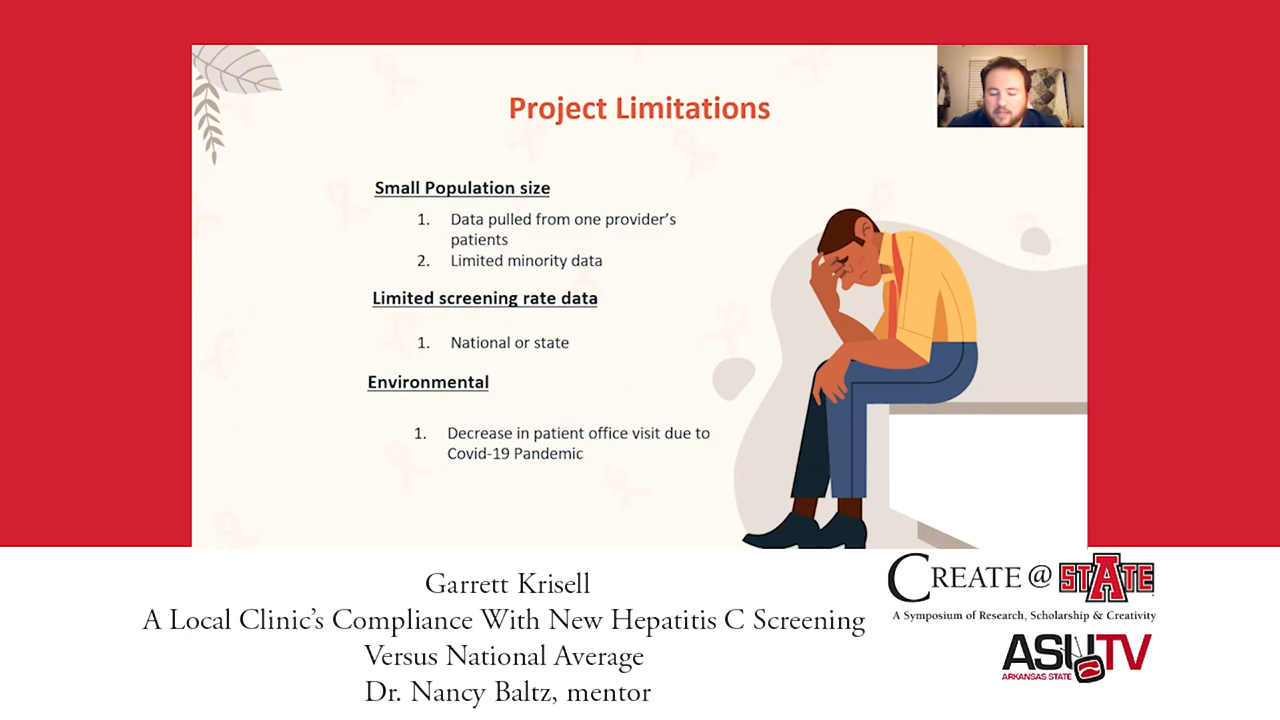 Project Limitations
Small Population size
1. Data pulled from one provider's
patients
2. Limited minority data
Limited screening rate data
1. National or state
Environmental
1. Decrease in patient office visit due to
Covid-19 Pandemic
Garrett Krisell
A Local Clinic's Compliance With New Hepatitis C Screening
Versus National Average
Dr. Nancy Baltz, mentor
CREATE @ STATE
A Symposium of Research, Scholarship & Creativity
ASUTV
ARKANSAS STATE